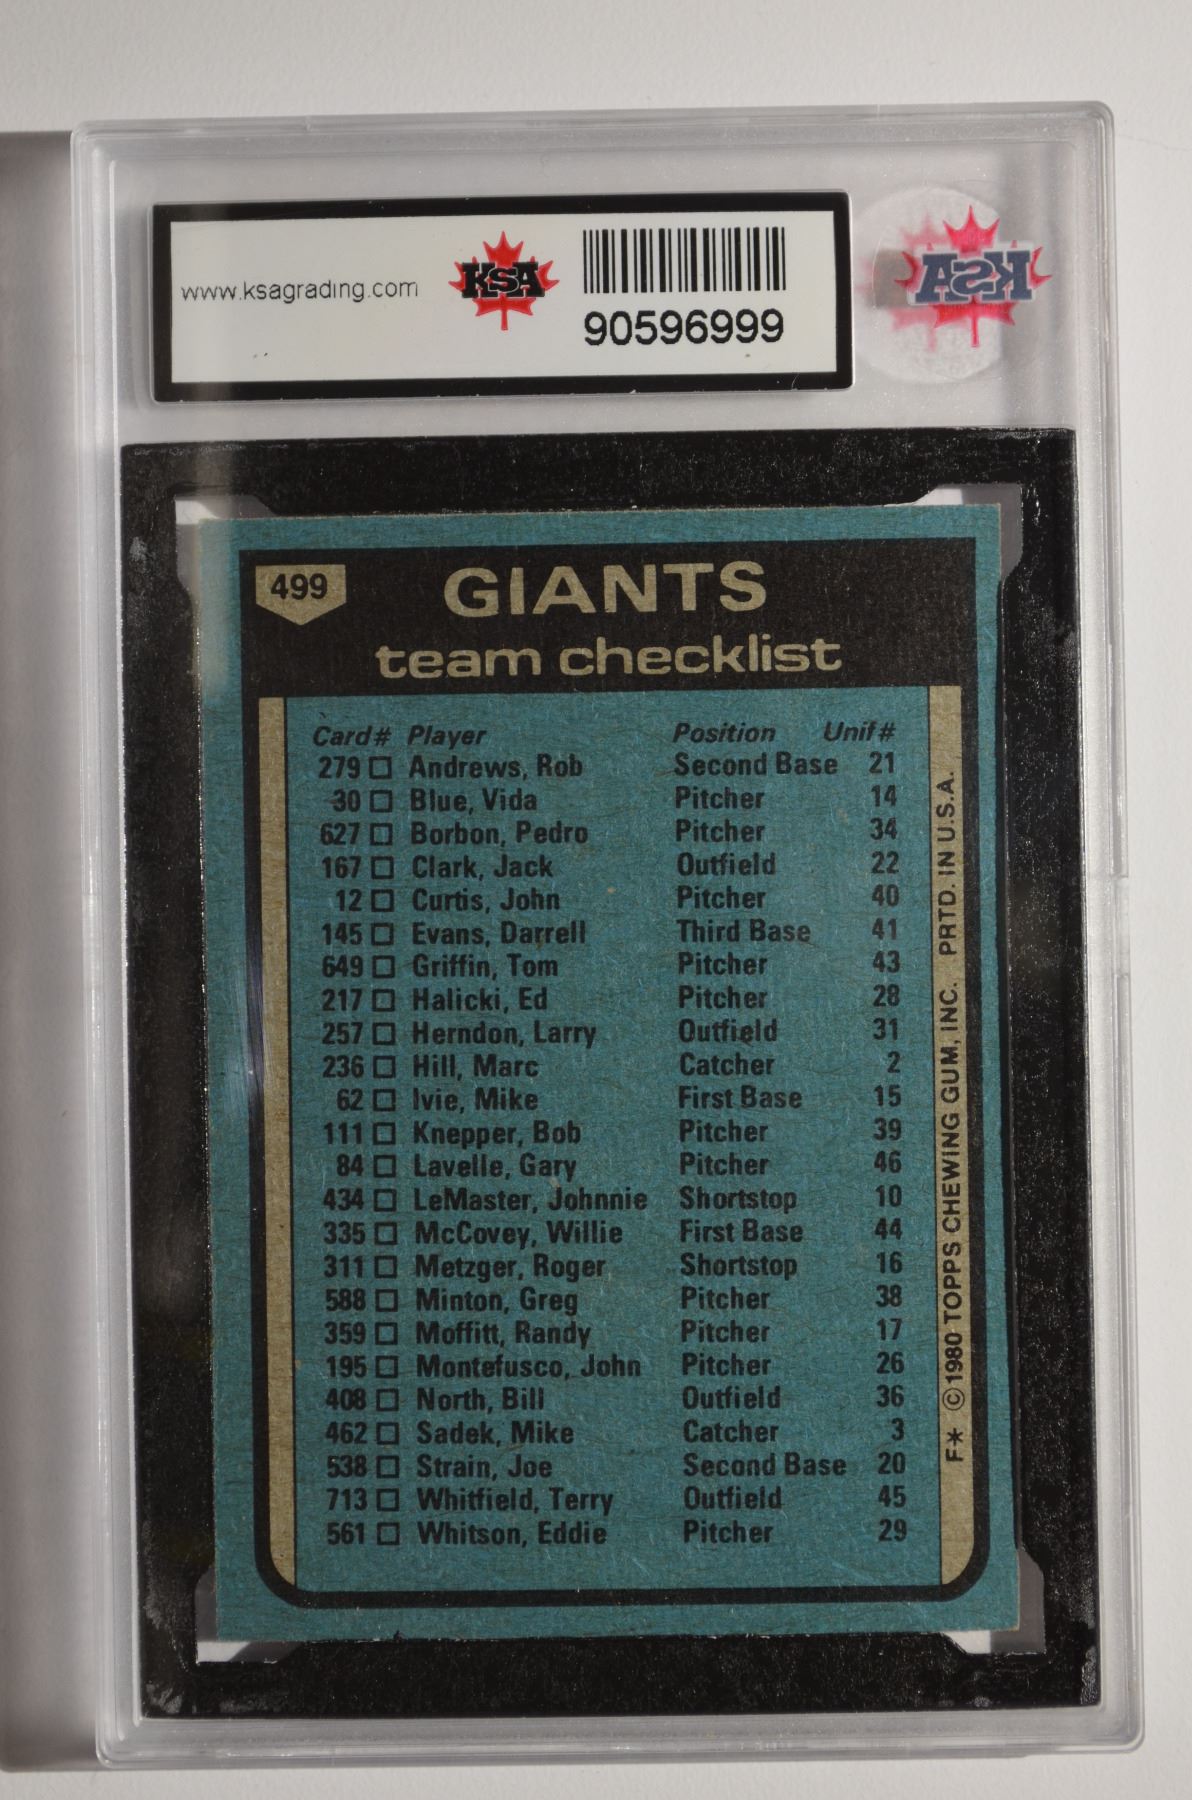 www.ksagrading.com
KSA
90596999
KSA
499
GIANTS
team checklist
Card# Player Position Unif#
279 □ Andrews, Rob Second Base 21
30 □ Blue, Vida Pitcher 14
627 □ Borbon, Pedro Pitcher 34
167 □ Clark, Jack Outfield 22
12 □ Curtis, John Pitcher 40
145 □ Evans, Darrell Third Base 41
649 □ Griffin, Tom Pitcher 43
217 □ Halicki, Ed Pitcher 28
257 □ Herndon, Larry Outfield 31
236 □ Hill, Marc Catcher 2
62 □ Ivie, Mike First Base 15
111 □ Knepper, Bob Pitcher 39
84 □ Lavelle, Gary Pitcher 46
434 □ LeMaster, Johnnie Shortstop 10
335 □ McCovey, Willie First Base 44
311 □ Metzger, Roger Shortstop 16
588 □ Minton, Greg Pitcher 38
359 □ Moffitt, Randy Pitcher 17
195 □ Montefusco, John Pitcher 26
408 □ North, Bill Outfield 36
462 □ Sadek, Mike Catcher 3
538 □ Strain, Joe Second Base 20
713 □ Whitfield, Terry Outfield 45
561 □ Whitson, Eddie Pitcher 29
F* © 1980 TOPPS CHEWING GUM, INC. PRTD. IN U.S.A.